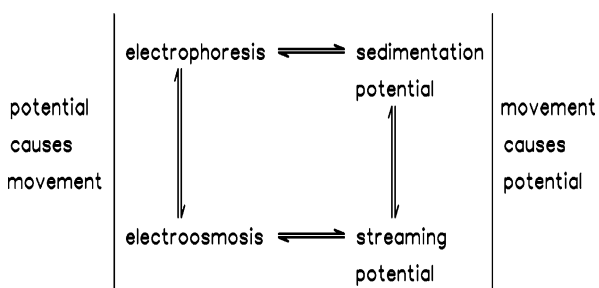 potential
causes
movement
electrophoresis
sedimentation
potential
electroosmosis
streaming
potential
movement
causes
potential